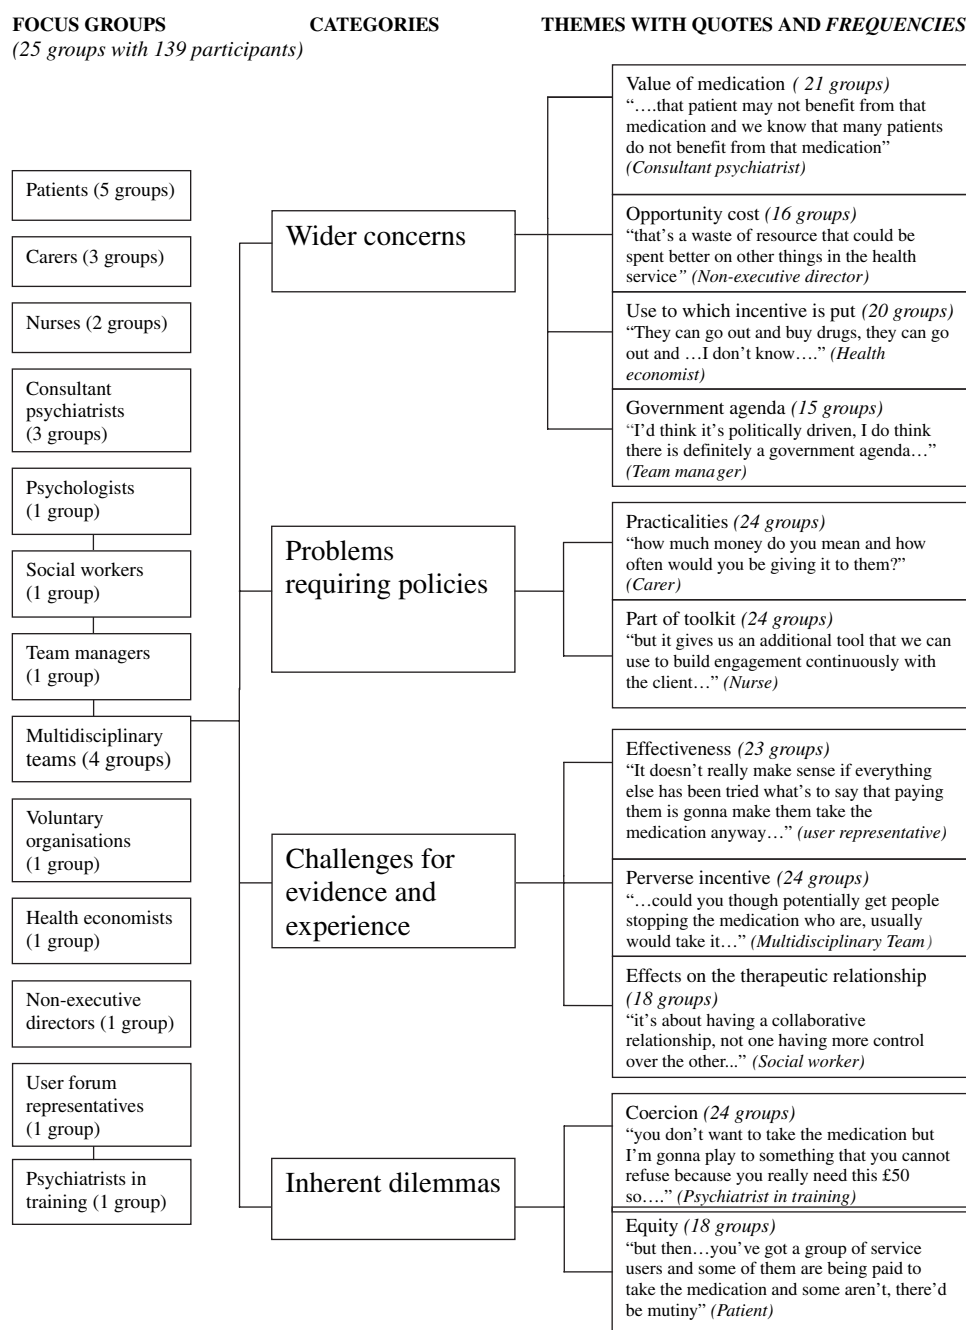 FOCUS GROUPS
(25 groups with 139 participants)
CATEGORIES
THEMES WITH QUOTES AND FREQUENCIES
Patients (5 groups)
Carers (3 groups)
Nurses (2 groups)
Consultant
psychiatrists
(3 groups)
Psychologists
(1 group)
Social workers
(1 group)
Team managers
(1 group)
Multidisciplinary
teams (4 groups)
Voluntary
organisations
(1 group)
Health economists
(1 group)
Non-executive
directors (1 group)
User forum
representatives
(1 group)
Psychiatrists in
training (1 group)
Wider concerns
Problems
requiring policies
Challenges for
evidence and
experience
Inherent dilemmas
Value of medication ( 21 groups)
“….that patient may not benefit from that
medication and we know that many patients
do not benefit from that medication”
(Consultant psychiatrist)
Opportunity cost (16 groups)
“that's a waste of resource that could be
spent better on other things in the health
service” (Non-executive director)
Use to which incentive is put (20 groups)
“They can go out and buy drugs, they can go
out and …I don't know….” (Health
economist)
Government agenda (15 groups)
“I'd think it's politically driven, I do think
there is definitely a government agenda…”
(Team manager)
Practicalities (24 groups)
“how much money do you mean and how
often would you be giving it to them?”
(Carer)
Part of toolkit (24 groups)
“but it gives us an additional tool that we can
use to build engagement continuously with
the client…” (Nurse)
Effectiveness (23 groups)
“It doesn't really make sense if everything
else has been tried what's to say that paying
them is gonna make them take the
medication anyway…” (user representative)
Perverse incentive (24 groups)
“…could you though potentially get people
stopping the medication who are, usually
would take it…” (Multidisciplinary Team)
Effects on the therapeutic relationship
(18 groups)
“it's about having a collaborative
relationship, not one having more control
over the other...” (Social worker)
Coercion (24 groups)
“you don't want to take the medication but
I'm gonna play to something that you cannot
refuse because you really need this £50
so….” (Psychiatrist in training)
Equity (18 groups)
“but then…you've got a group of service
users and some of them are being paid to
take the medication and some aren't, there'd
be mutiny” (Patient)